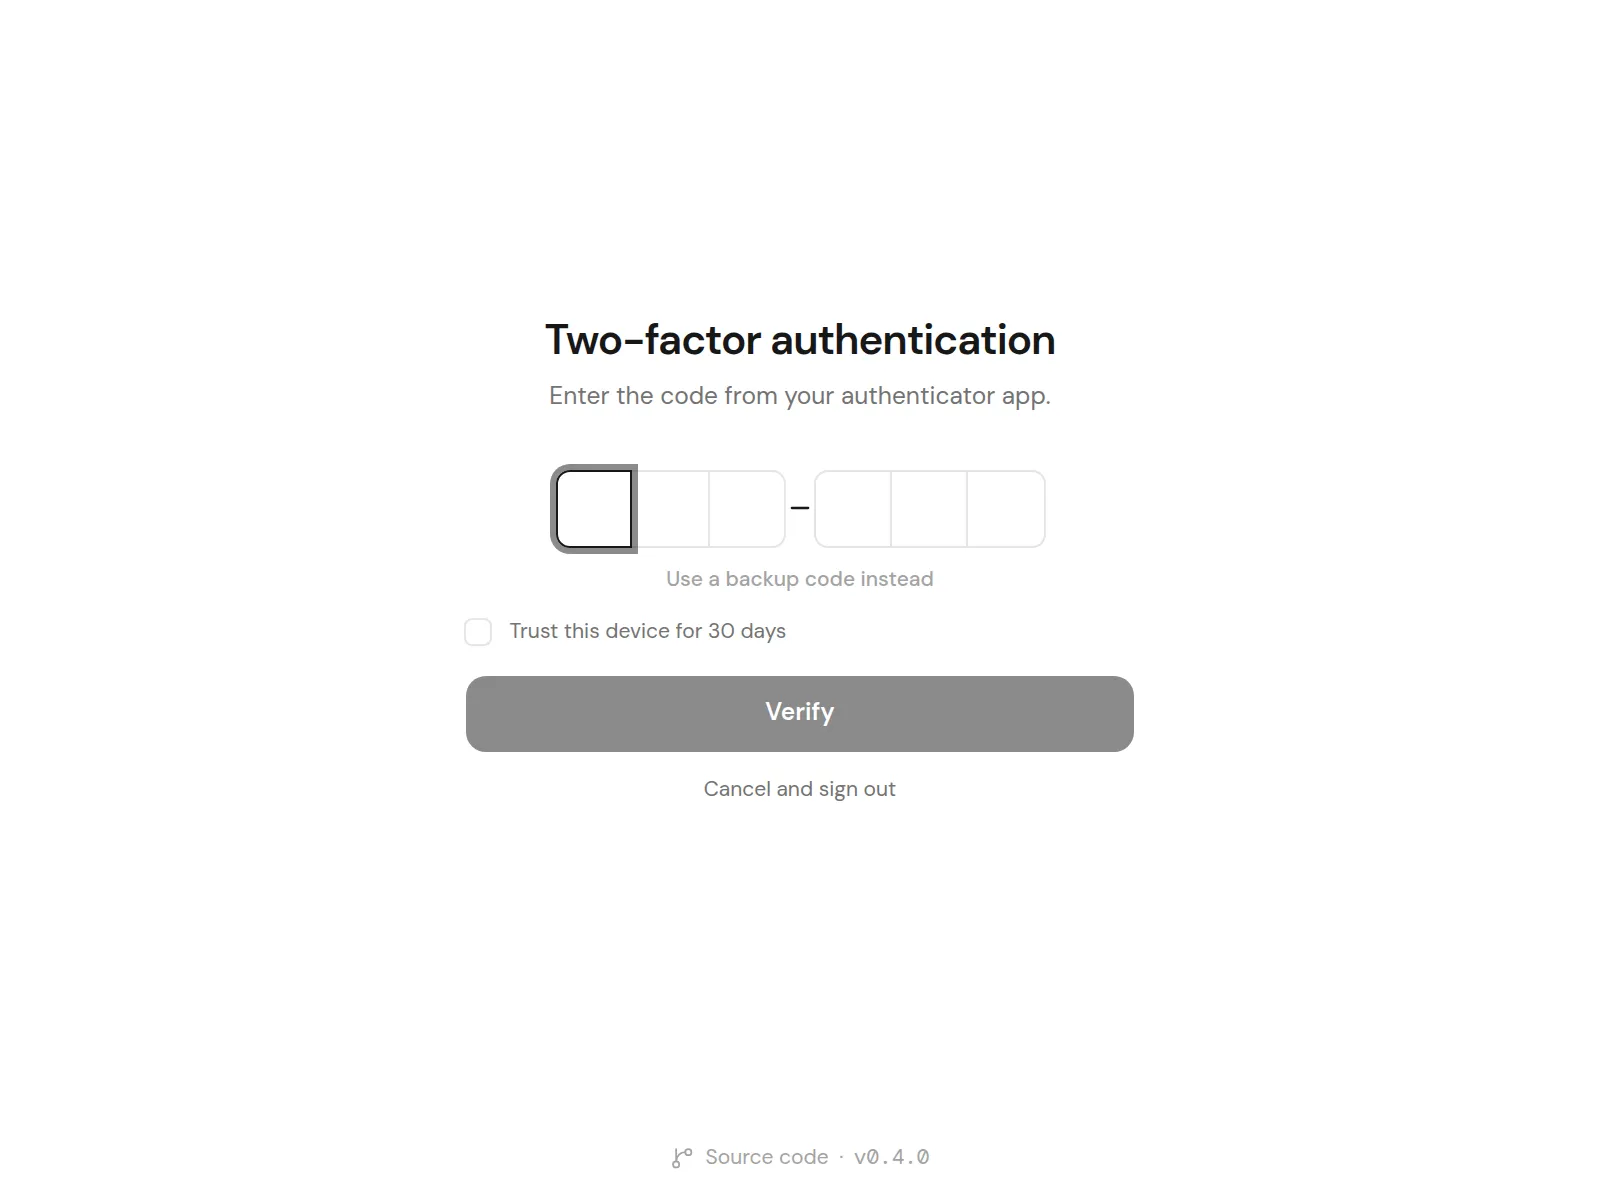 Two-factor authentication
Enter the code from your authenticator app.
–
Use a backup code instead
Trust this device for 30 days
Verify
Cancel and sign out
Source code · v0.4.0